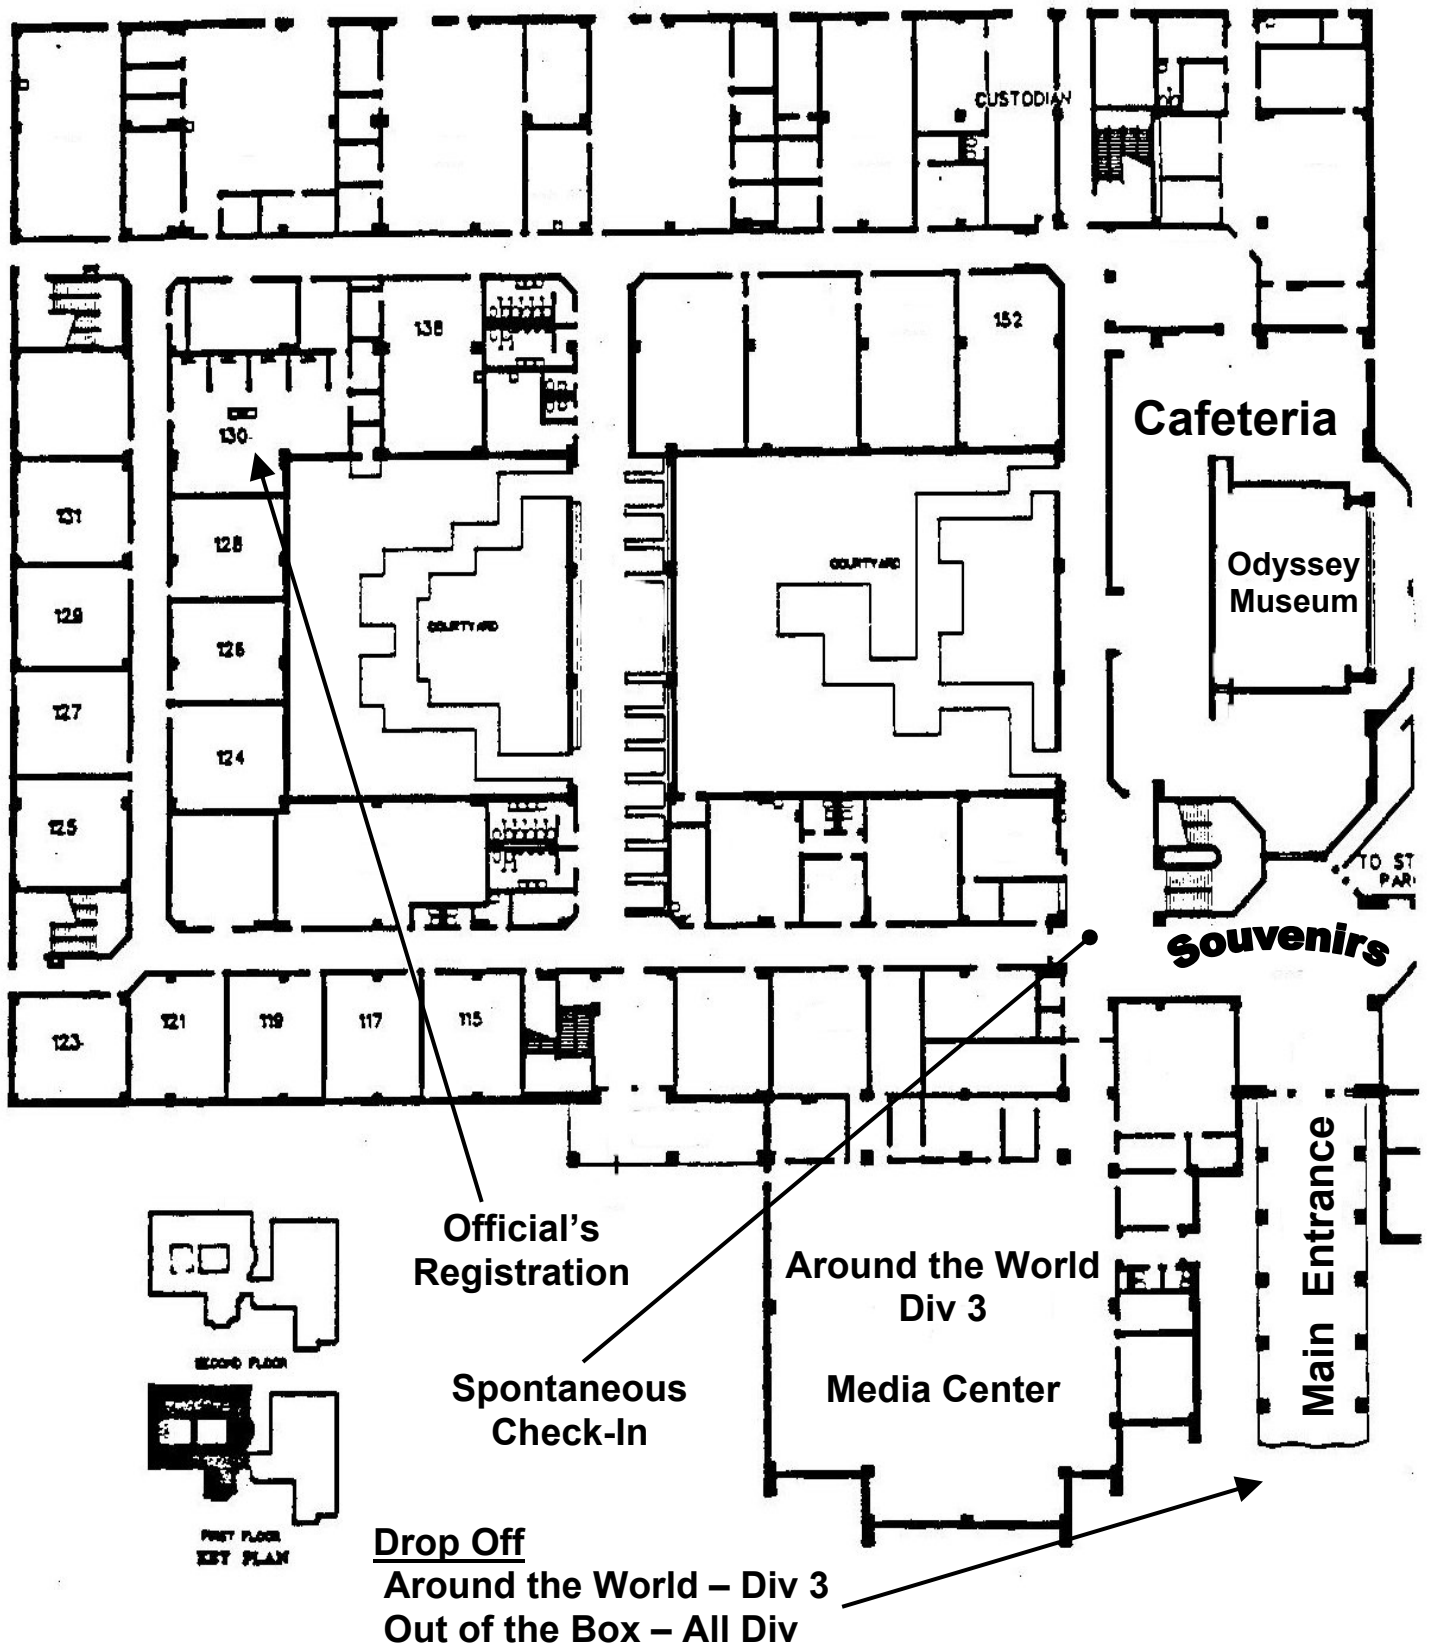 CUSTODIAN
138
152
Cafeteria
130
131
128
Odyssey
Museum
COURTYARD
129
126
COURTYARD
127
124
125
TO ST
PAR
Souvenirs
123
121
119
117
115
Main Entrance
Official's
Registration
Around the World
Div 3
SECOND FLOOR
Spontaneous
Check-In
Media Center
FIRST FLOOR
KEY PLAN
Drop Off
Around the World – Div 3
Out of the Box – All Div